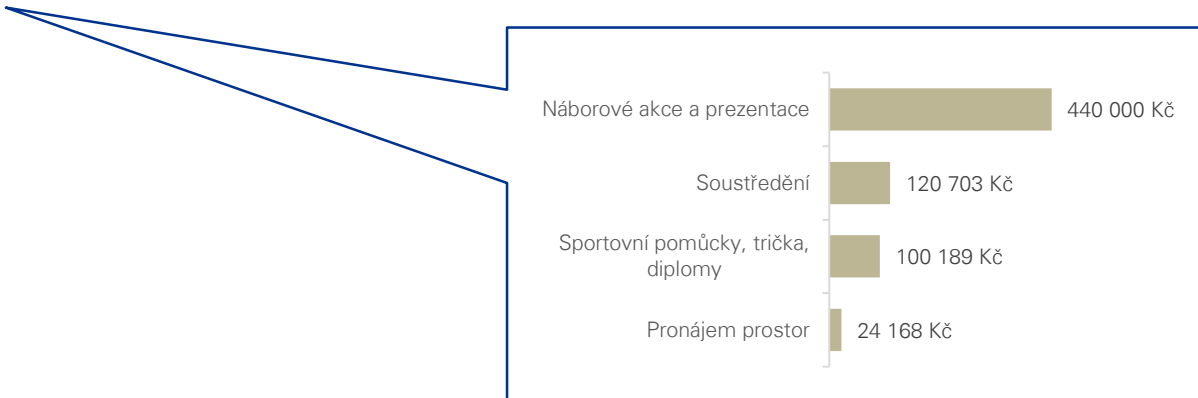 Náborové akce a prezentace 440 000 Kč
Soustředění 120 703 Kč
Sportovní pomůcky, trička,
diplomy
100 189 Kč
Pronájem prostor 24 168 Kč